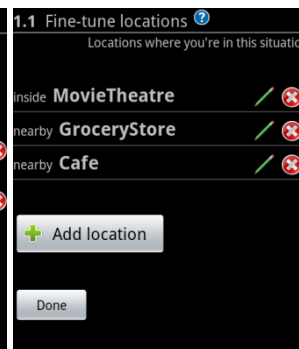 1.1 Fine-tune locations ?
Locations where you're in this situatio
inside MovieTheatre
nearby GroceryStore
nearby Cafe
Add location
Done